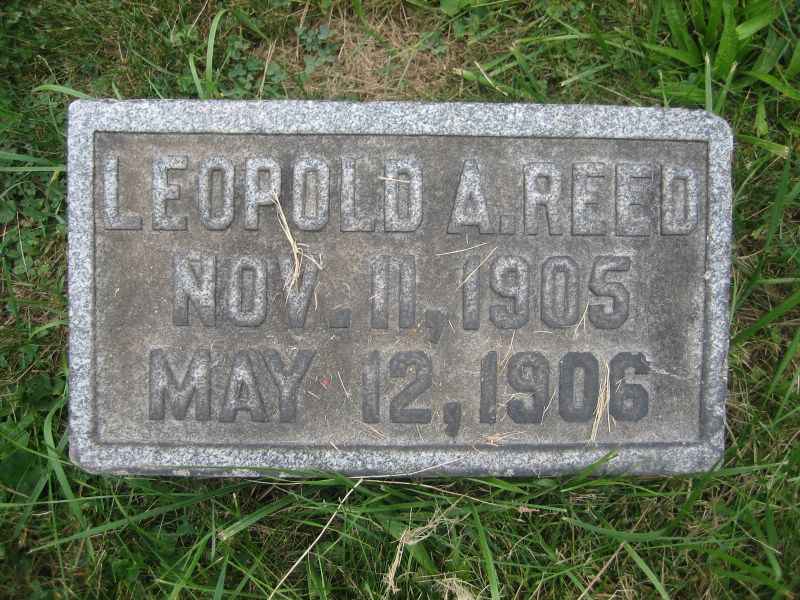 LEOPOLD A. REED
NOV. 11, 1905
MAY 12, 1906